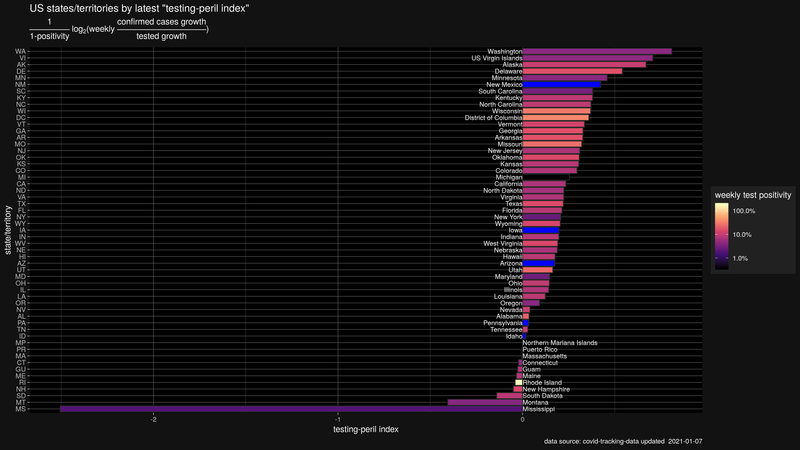 US states/territories by latest "testing-peril index"
1
1-positivity
log₂(weekly
confirmed cases growth
tested growth
)
WA Washington
VI US Virgin Islands
AK Alaska
DE Delaware
MN Minnesota
NM New Mexico
SC South Carolina
KY Kentucky
NC North Carolina
WI Wisconsin
DC District of Columbia
VT Vermont
GA Georgia
AR Arkansas
MO Missouri
NJ New Jersey
OK Oklahoma
KS Kansas
CO Colorado
MI Michigan
CA California
ND North Dakota
VA Virginia
TX Texas
FL Florida
NY New York
WY Wyoming
IA Iowa
IN Indiana
WV West Virginia
NE Nebraska
HI Hawaii
AZ Arizona
UT Utah
MD Maryland
OH Ohio
IL Illinois
LA Louisiana
OR Oregon
NV Nevada
AL Alabama
PA Pennsylvania
TN Tennessee
ID Idaho
MP Northern Mariana Islands
PR Puerto Rico
MA Massachusetts
CT Connecticut
GU Guam
ME Maine
RI Rhode Island
NH New Hampshire
SD South Dakota
MT Montana
MS Mississippi
state/territory
-2 -1 0
testing-peril index
weekly test positivity
100.0%
10.0%
1.0%
data source: covid-tracking-data updated 2021-01-07